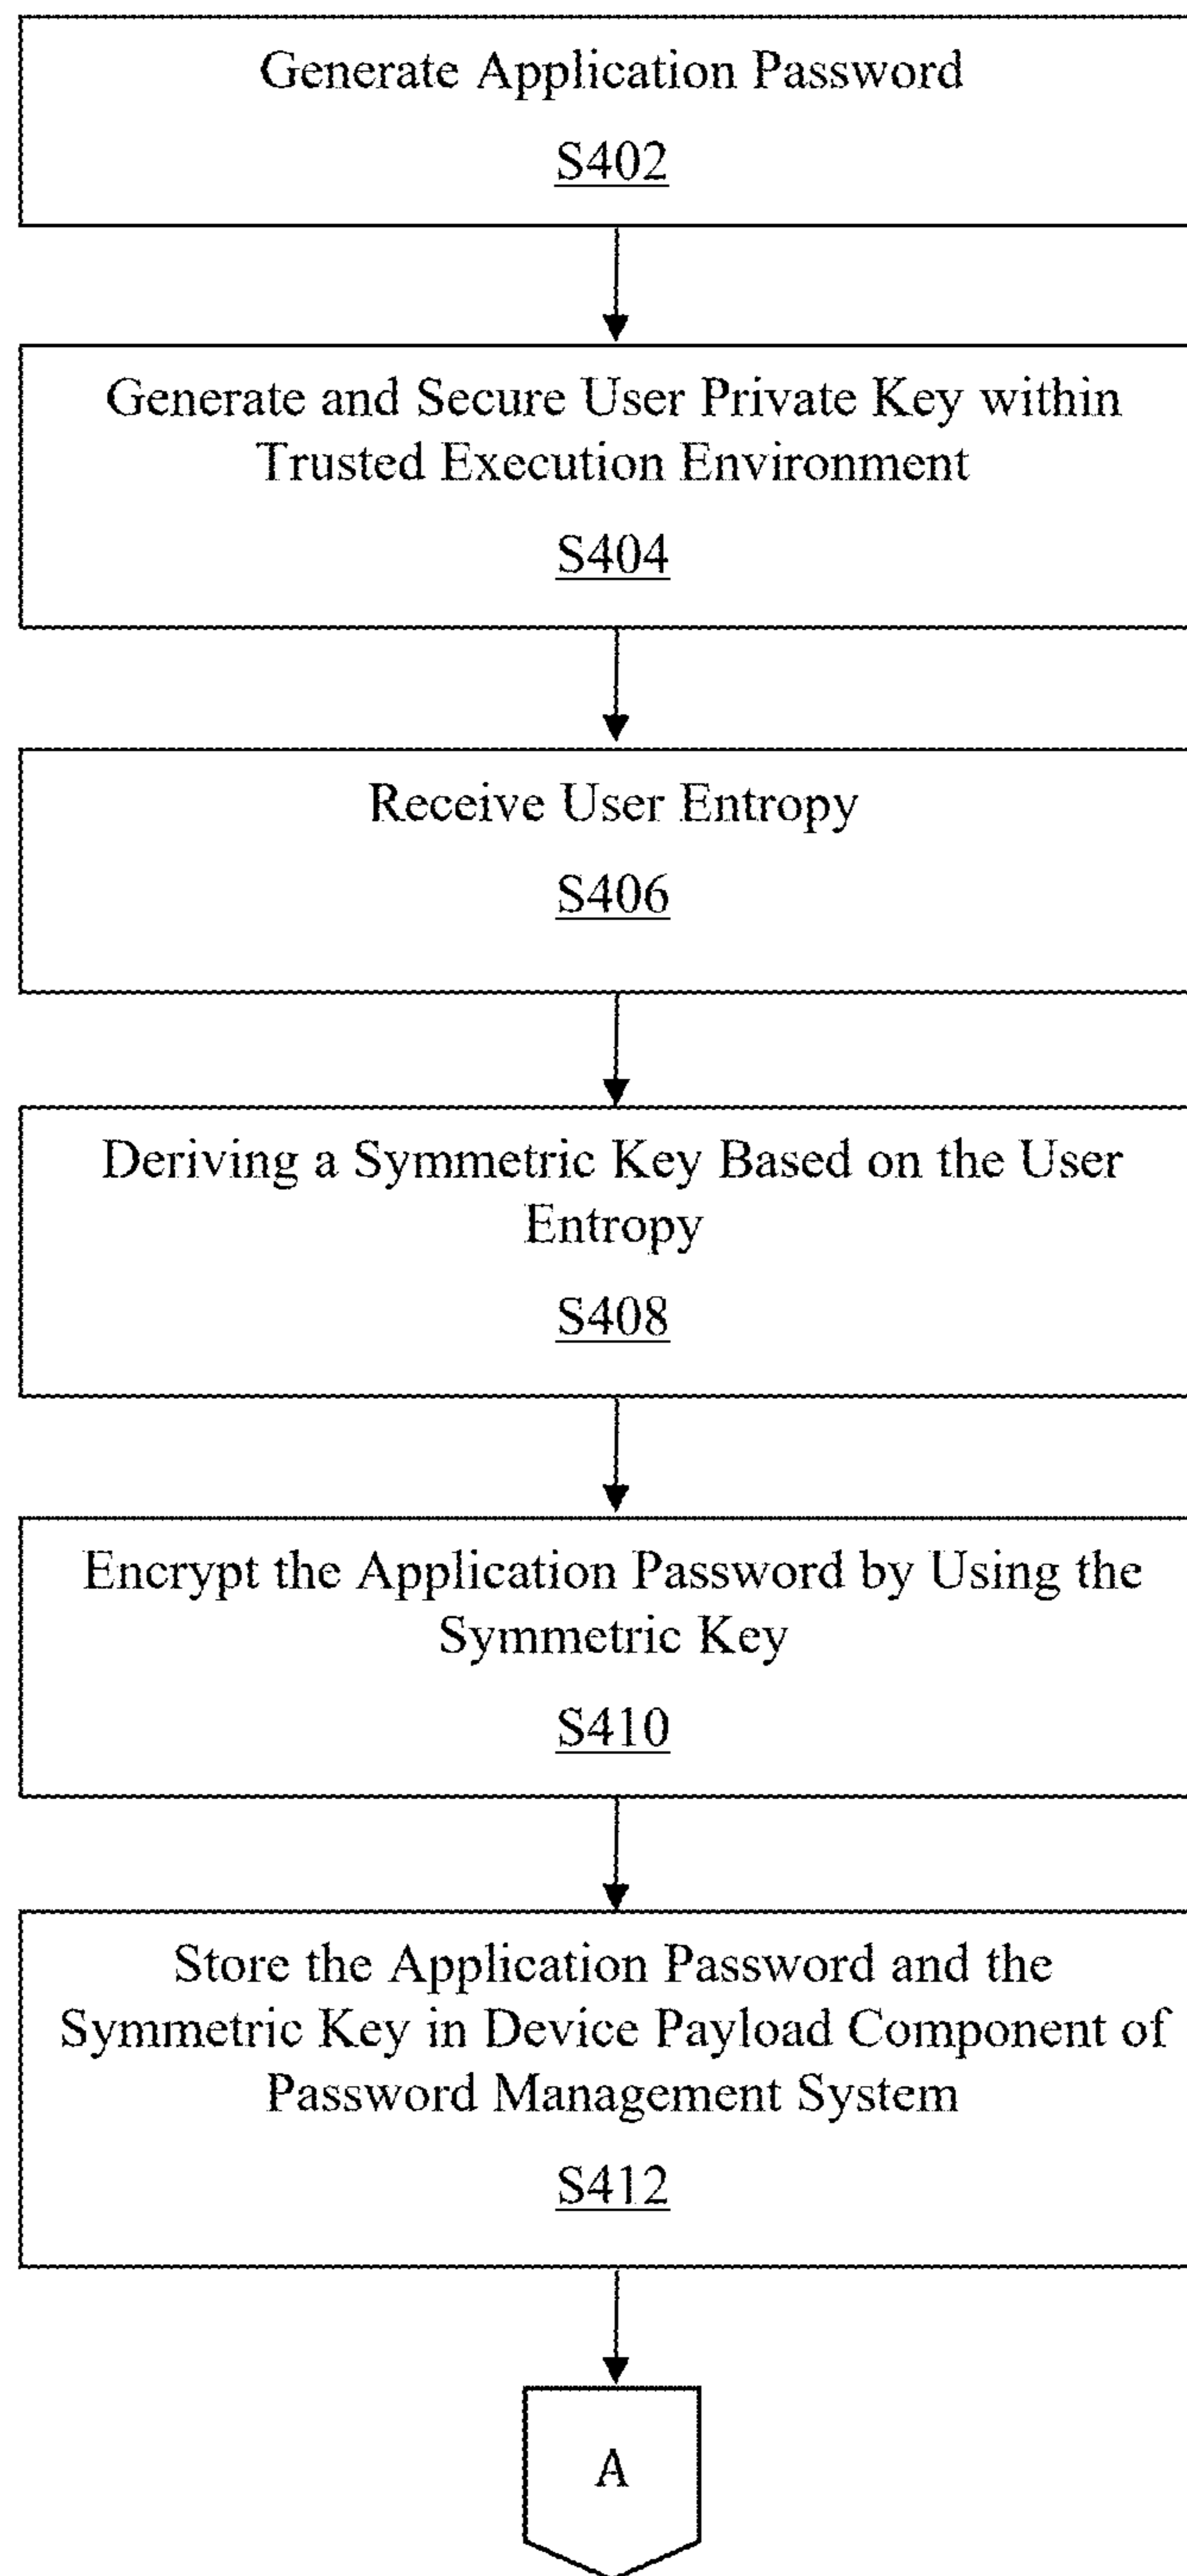 Generate Application Password
S402
Generate and Secure User Private Key within
Trusted Execution Environment
S404
Receive User Entropy
S406
Deriving a Symmetric Key Based on the User
Entropy
S408
Encrypt the Application Password by Using the
Symmetric Key
S410
Store the Application Password and the
Symmetric Key in Device Payload Component of
Password Management System
S412
A